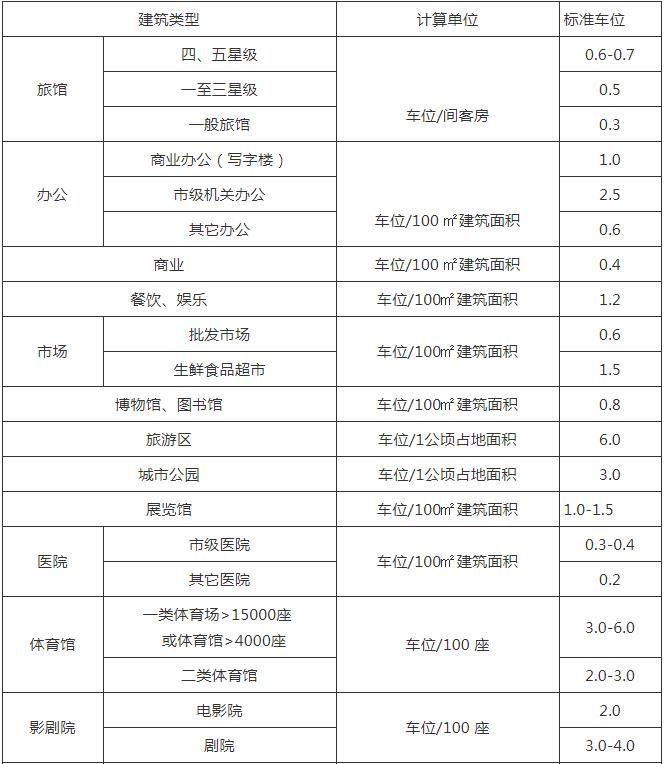 建筑类型 计算单位 标准车位
旅馆 四、五星级 车位/间客房 0.6-0.7
一至三星级 0.5
一般旅馆 0.3
办公 商业办公（写字楼） 车位/100 ㎡建筑面积 1.0
市级机关办公 2.5
其它办公 0.6
商业 车位/100 ㎡建筑面积 0.4
餐饮、娱乐 车位/100㎡建筑面积 1.2
市场 批发市场 车位/100㎡建筑面积 0.6
生鲜食品超市 1.5
博物馆、图书馆 车位/100㎡建筑面积 0.8
旅游区 车位/1公顷占地面积 6.0
城市公园 车位/1公顷占地面积 3.0
展览馆 车位/100㎡建筑面积 1.0-1.5
医院 市级医院 车位/100㎡建筑面积 0.3-0.4
其它医院 0.2
体育馆 一类体育场>15000座 车位/100 座 3.0-6.0
或体育馆>4000座
二类体育馆 2.0-3.0
影剧院 电影院 车位/100 座 2.0
剧院 3.0-4.0